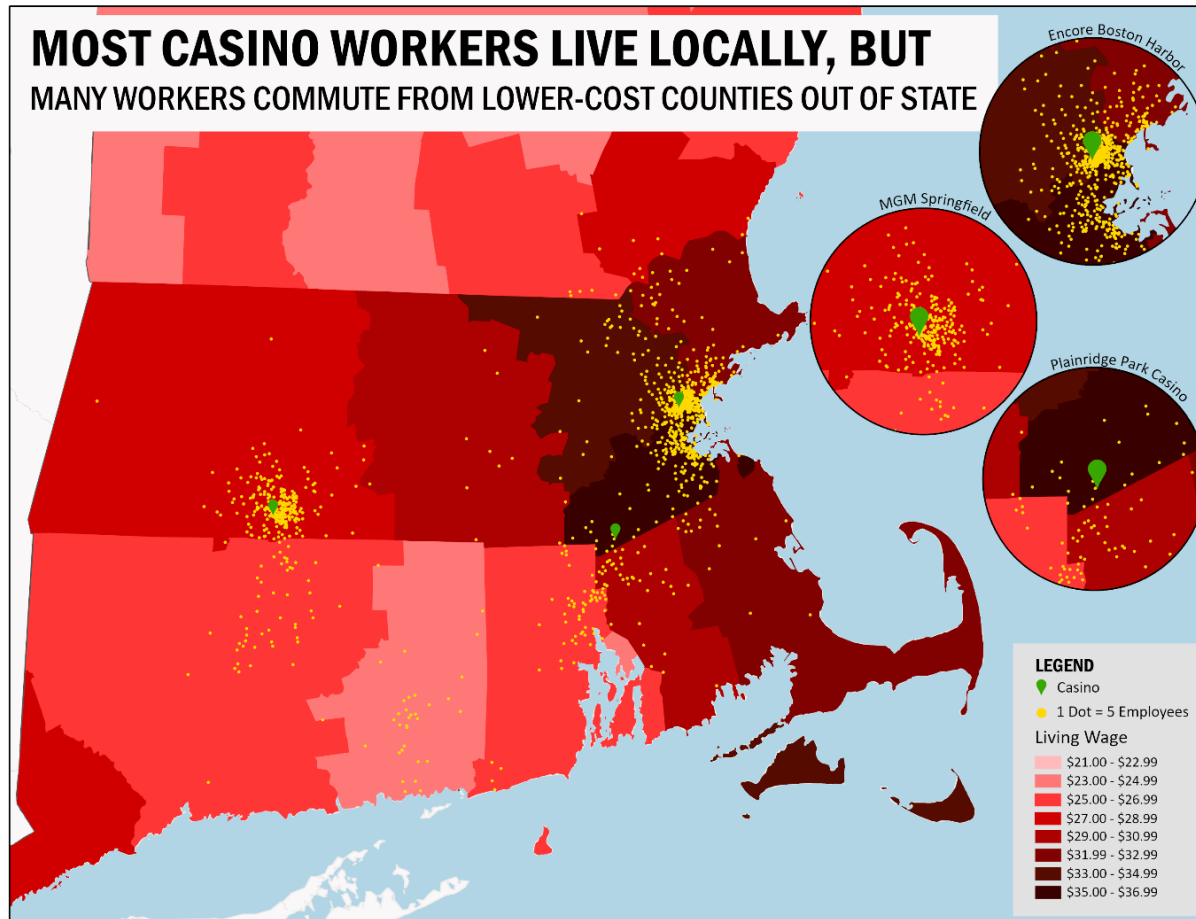 MOST CASINO WORKERS LIVE LOCALLY, BUT
MANY WORKERS COMMUTE FROM LOWER-COST COUNTIES OUT OF STATE
Encore Boston Harbor
MGM Springfield
Plainridge Park Casino
LEGEND
Casino
1 Dot = 5 Employees
Living Wage
$21.00 - $22.99
$23.00 - $24.99
$25.00 - $26.99
$27.00 - $28.99
$29.00 - $30.99
$31.99 - $32.99
$33.00 - $34.99
$35.00 - $36.99